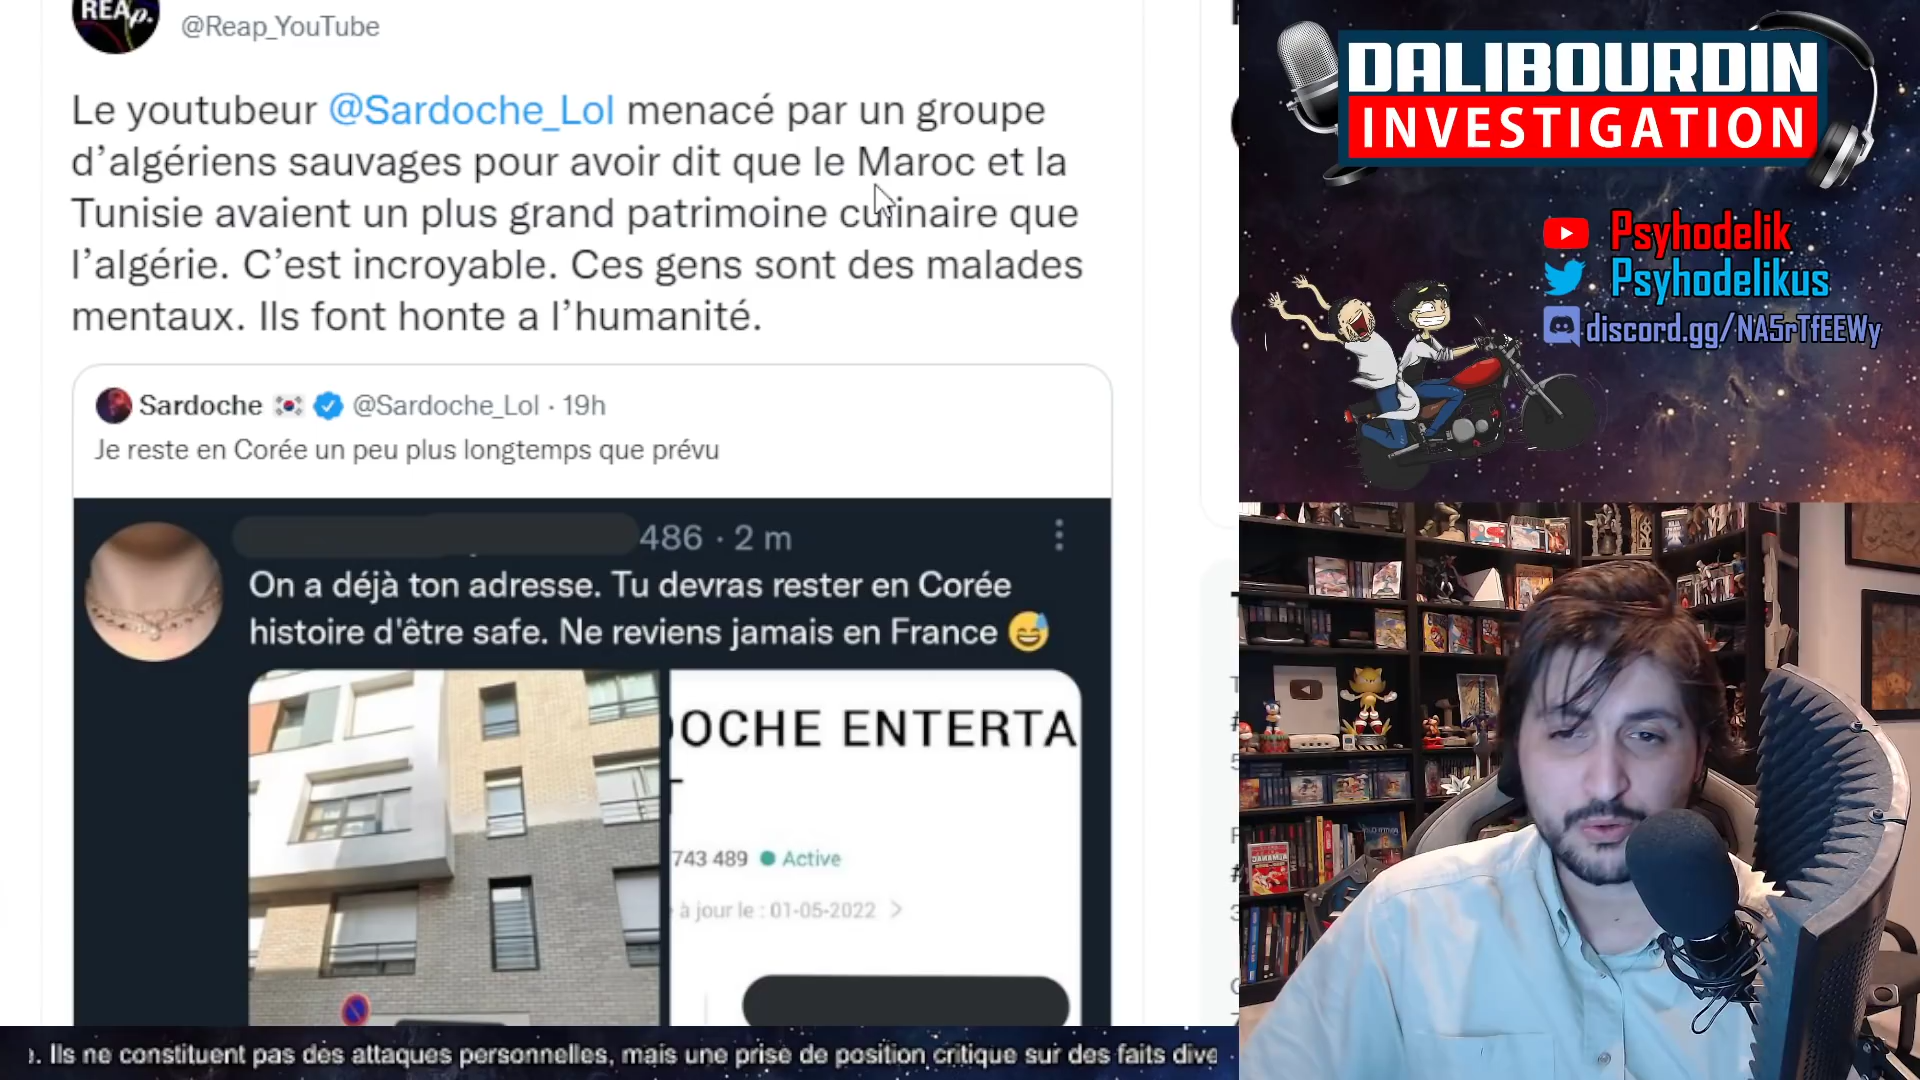 REAp.
@Reap_YouTube
Le youtubeur @Sardoche_Lol menacé par un groupe
d’algériens sauvages pour avoir dit que le Maroc et la
Tunisie avaient un plus grand patrimoine culinaire que
l’algérie. C’est incroyable. Ces gens sont des malades
mentaux. Ils font honte a l’humanité.
Sardoche @Sardoche_Lol · 19h
Je reste en Corée un peu plus longtemps que prévu
486 · 2 m
On a déjà ton adresse. Tu devras rester en Corée
histoire d'être safe. Ne reviens jamais en France
OCHE ENTERTA
743 489 Active
à jour le : 01-05-2022
. Ils ne constituent pas des attaques personnelles, mais une prise de position critique sur des faits dive
DALIBOURDIN
INVESTIGATION
Psyhodelik
Psyhodelikus
discord.gg/NA5rTfEEWy